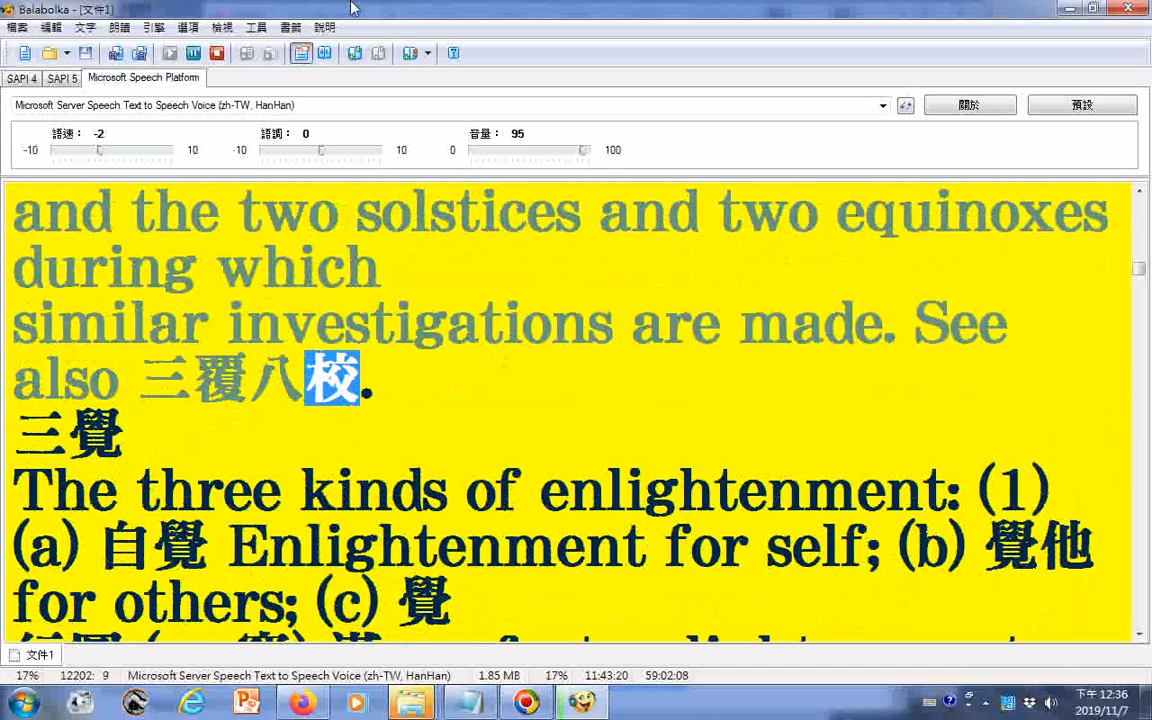 Balabolka - [文件1]
檔案 編輯 文字 朗讀 引擎 選項 檢視 工具 書籤 說明
SAPI 4 SAPI 5 Microsoft Speech Platform
Microsoft Server Speech Text to Speech Voice (zh-TW, HanHan) 關於 預設
語速： -2 語調： 0 音量： 95
-10 10 -10 10 0 100
and the two solstices and two equinoxes
during which
similar investigations are made. See
also 三覆八校.
三覺
The three kinds of enlightenment: (1)
(a) 自覺 Enlightenment for self; (b) 覺他
for others; (c) 覺
文件1
17% 12202: 9 Microsoft Server Speech Text to Speech Voice (zh-TW, HanHan) 1.85 MB 17% 11:43:20 59:02:08
下午 12:36
2019/11/7